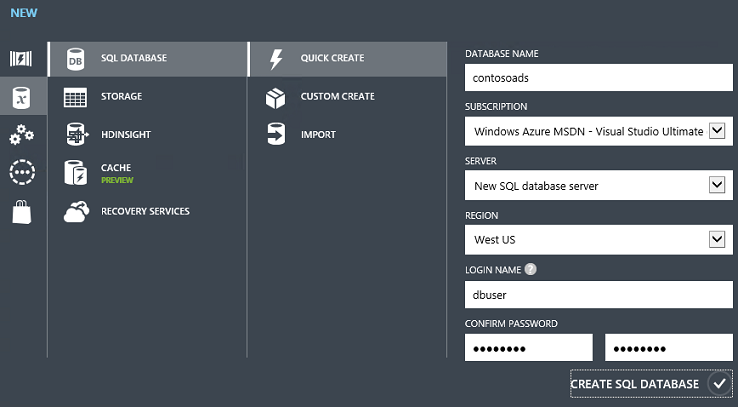 NEW
DB
SQL DATABASE
STORAGE
HDINSIGHT
CACHE
PREVIEW
RECOVERY SERVICES
x
QUICK CREATE
CUSTOM CREATE
IMPORT
DATABASE NAME
contosoads
SUBSCRIPTION
Windows Azure MSDN - Visual Studio Ultimate
SERVER
New SQL database server
REGION
West US
LOGIN NAME ?
dbuser
CONFIRM PASSWORD
●●●●●●●● ●●●●●●●●
CREATE SQL DATABASE